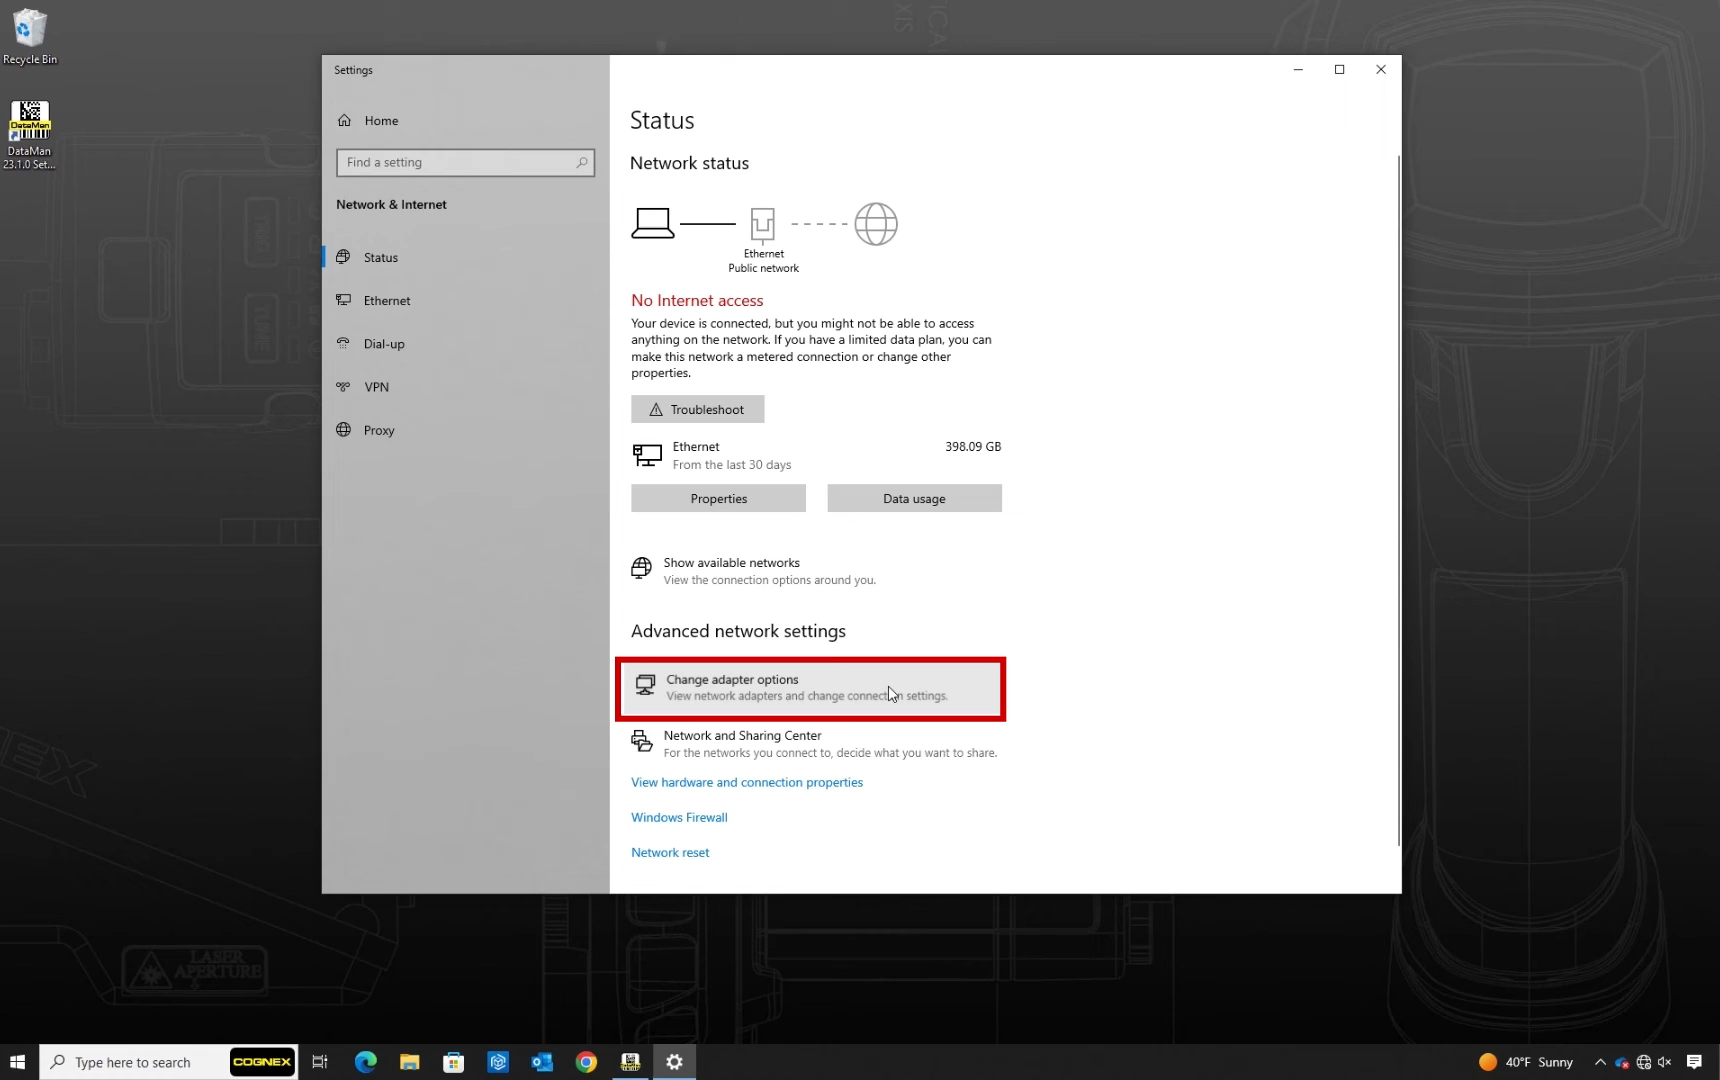 Recycle Bin
DataMan
DataMan
23.1.0 Set...
Settings
Home
Find a setting
Network & Internet
Status
Ethernet
Dial-up
VPN
Proxy
Status
Network status
Ethernet
Public network
No Internet access
Your device is connected, but you might not be able to access
anything on the network. If you have a limited data plan, you can
make this network a metered connection or change other
properties.
Troubleshoot
Ethernet
398.09 GB
From the last 30 days
Properties
Data usage
Show available networks
View the connection options around you.
Advanced network settings
Change adapter options
View network adapters and change connection settings.
Network and Sharing Center
For the networks you connect to, decide what you want to share.
View hardware and connection properties
Windows Firewall
Network reset
LASER
APERTURE
Type here to search
COGNEX
40°F Sunny